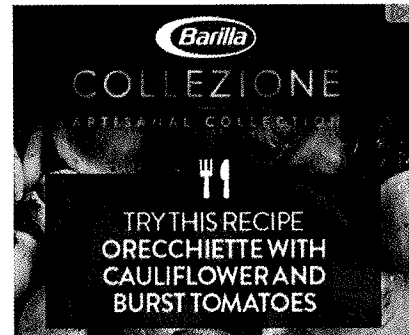 Barilla
COLLEZIONE
ARTISANAL COLLECTION
TRY THIS RECIPE
ORECCHIETTE WITH
CAULIFLOWER AND
BURST TOMATOES